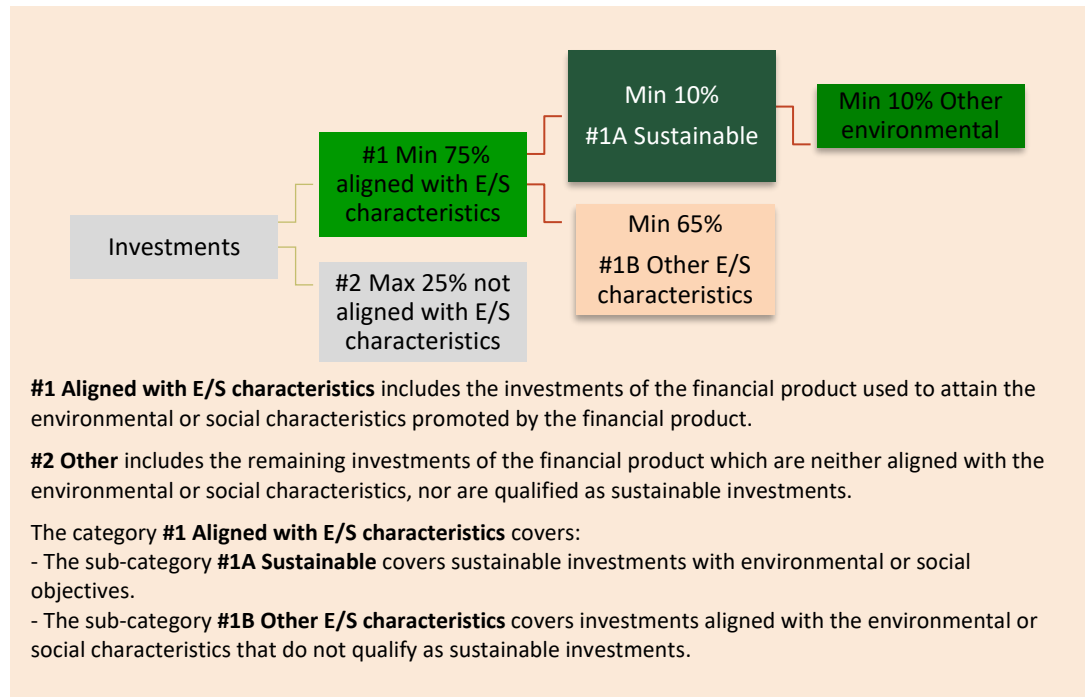 Min 10%
#1A Sustainable
Min 10% Other
environmental
#1 Min 75%
aligned with E/S
characteristics
Min 65%
#1B Other E/S
characteristics
Investments
#2 Max 25% not
aligned with E/S
characteristics
#1 Aligned with E/S characteristics includes the investments of the financial product used to attain the
environmental or social characteristics promoted by the financial product.
#2 Other includes the remaining investments of the financial product which are neither aligned with the
environmental or social characteristics, nor are qualified as sustainable investments.
The category #1 Aligned with E/S characteristics covers:
- The sub-category #1A Sustainable covers sustainable investments with environmental or social
objectives.
- The sub-category #1B Other E/S characteristics covers investments aligned with the environmental or
social characteristics that do not qualify as sustainable investments.